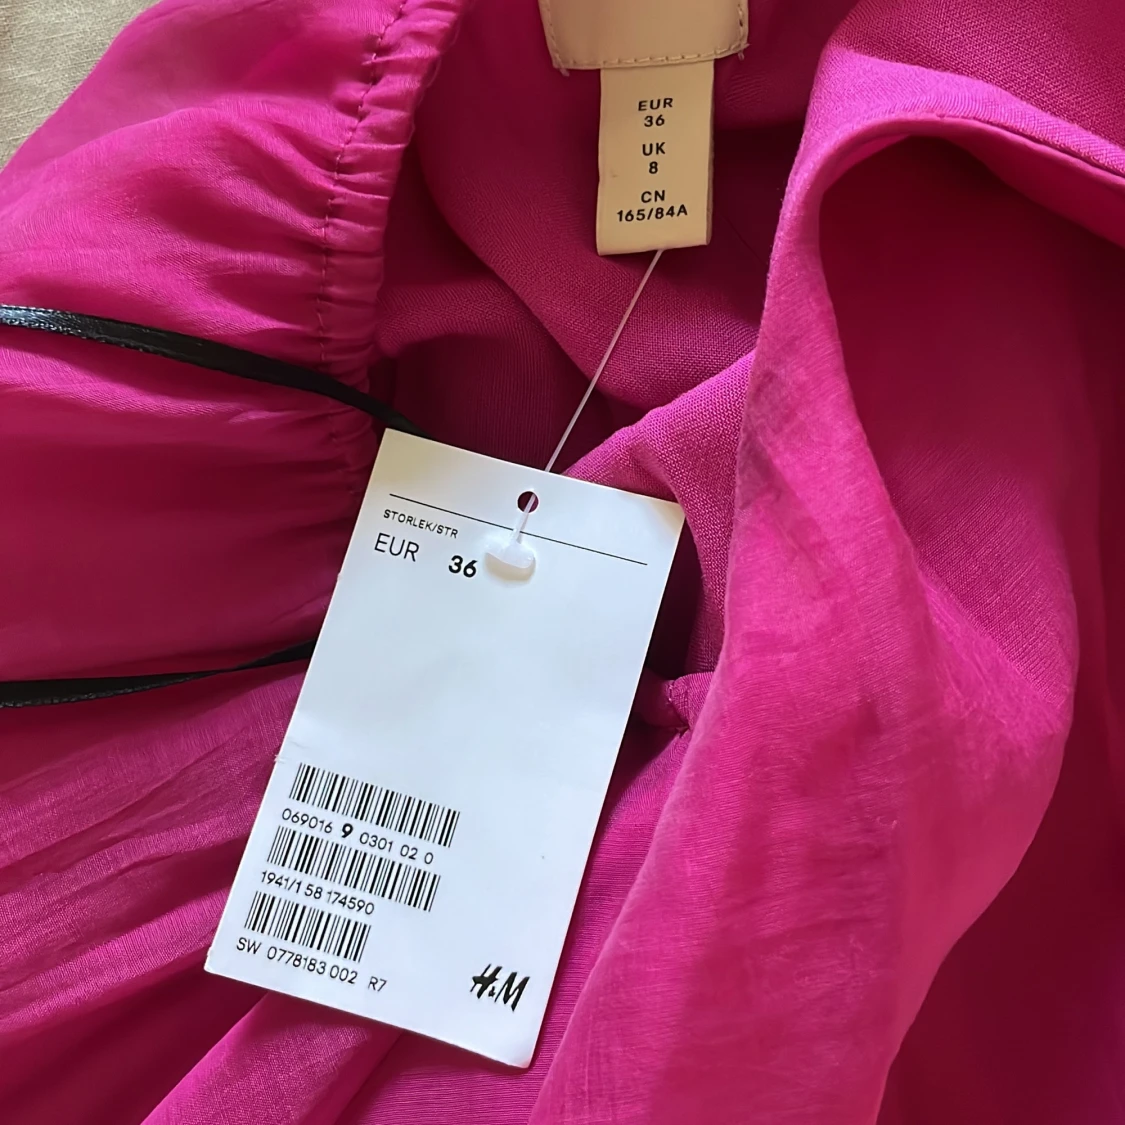 EUR
36
UK
8
CN
165/84A
STORLEK/STR
EUR 36
069016 9 0301 02 0
1941/1 58 174590
SW 0778183 002 R7
H&M